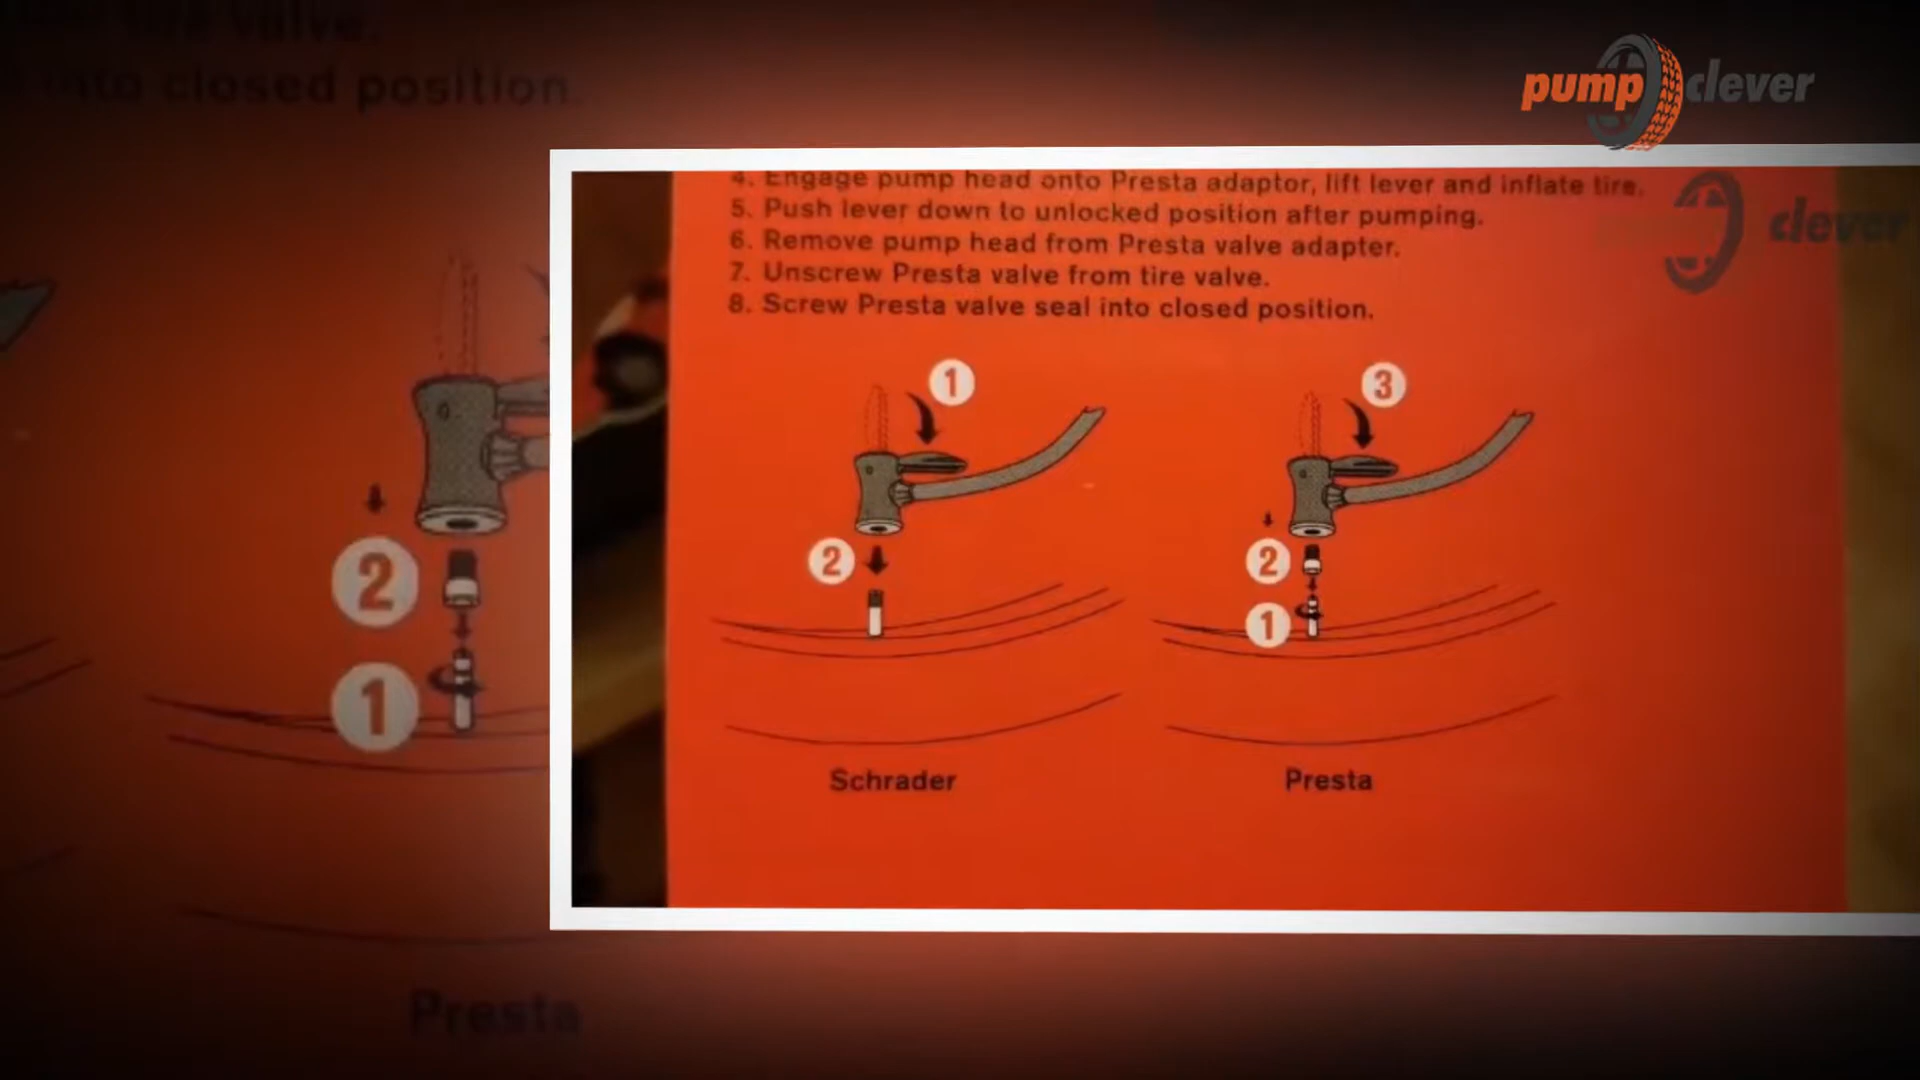 tire valve.
into closed position.
pump clever
4. Engage pump head onto Presta adaptor, lift lever and inflate tire.
clever
5. Push lever down to unlocked position after pumping.
6. Remove pump head from Presta valve adapter.
7. Unscrew Presta valve from tire valve.
8. Screw Presta valve seal into closed position.
1
3
2
2
1
2
1
Schrader
Presta
Presta